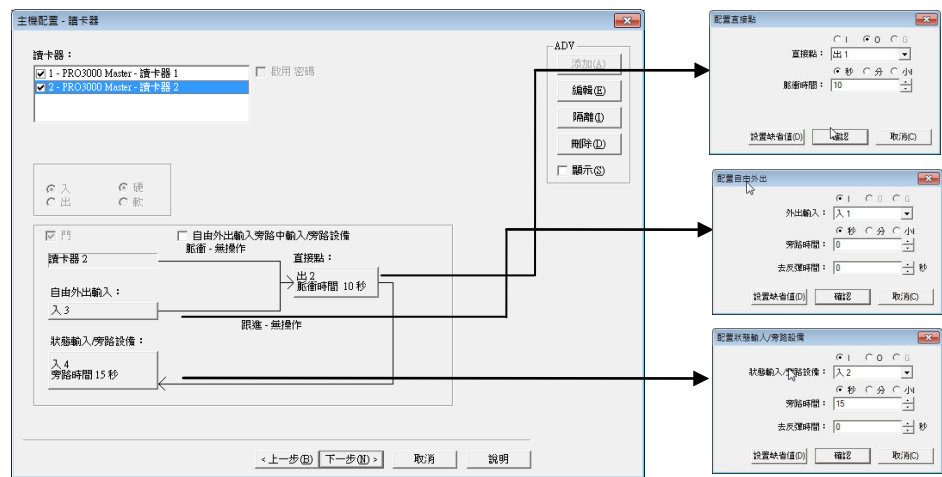 主機配置 - 讀卡器
讀卡器：
1 - PRO3000 Master - 讀卡器 1
2 - PRO3000 Master - 讀卡器 2
啟用 密碼
ADV
添加(A)
編輯(E)
隔離(I)
刪除(D)
顯示(S)
入
出
硬
軟
門
自由外出輸入旁路中輸入/旁路設備
脈衝 - 無操作
讀卡器 2
直接點：
出 2
脈衝時間 10 秒
自由外出輸入：
入 3
跟進 - 無操作
狀態輸入/旁路設備：
入 4
旁路時間 15 秒
<上一步(B)
下一步(N) >
取消
說明
配置直接點
I O G
直接點：
出 1
秒 分 小時
脈衝時間：
10
設置缺省值(D)
確認
取消(C)
配置自由外出
I O G
外出輸入：
入 1
秒 分 小時
旁路時間：
0
去反彈時間：
0
秒
設置缺省值(D)
確認
取消(C)
配置狀態輸入/旁路設備
I O G
狀態輸入/旁路設備：
入 2
秒 分 小時
旁路時間：
15
去反彈時間：
0
秒
設置缺省值(D)
確認
取消(C)